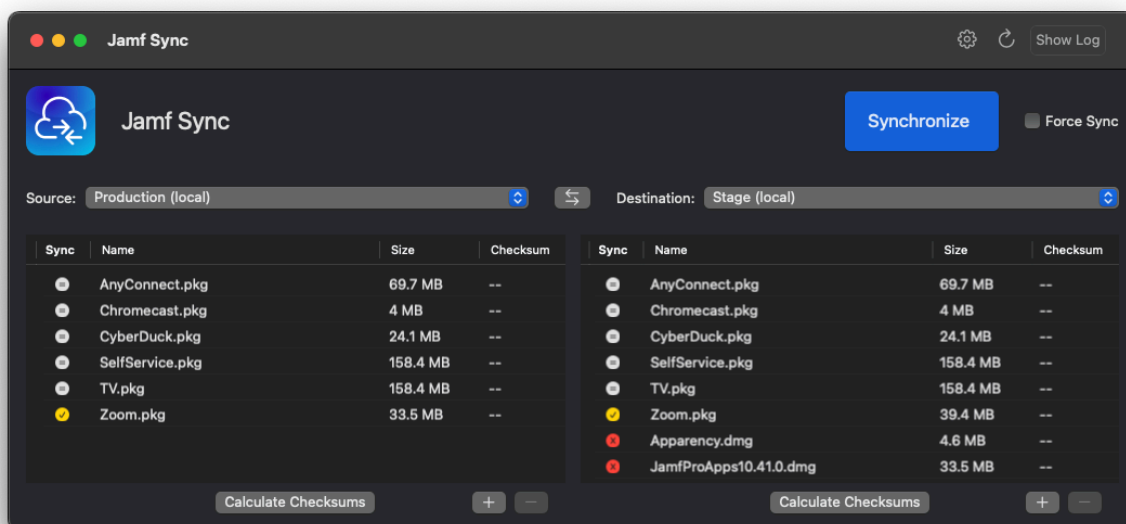 Jamf Sync
Show Log
Jamf Sync
Synchronize
Force Sync
Source: Production (local)
Destination: Stage (local)
Sync Name Size Checksum
AnyConnect.pkg 69.7 MB --
Chromecast.pkg 4 MB --
CyberDuck.pkg 24.1 MB --
SelfService.pkg 158.4 MB --
TV.pkg 158.4 MB --
Zoom.pkg 33.5 MB --
Calculate Checksums
Sync Name Size Checksum
AnyConnect.pkg 69.7 MB --
Chromecast.pkg 4 MB --
CyberDuck.pkg 24.1 MB --
SelfService.pkg 158.4 MB --
TV.pkg 158.4 MB --
Zoom.pkg 39.4 MB --
Apparency.dmg 4.6 MB --
JamfProApps10.41.0.dmg 33.5 MB --
Calculate Checksums